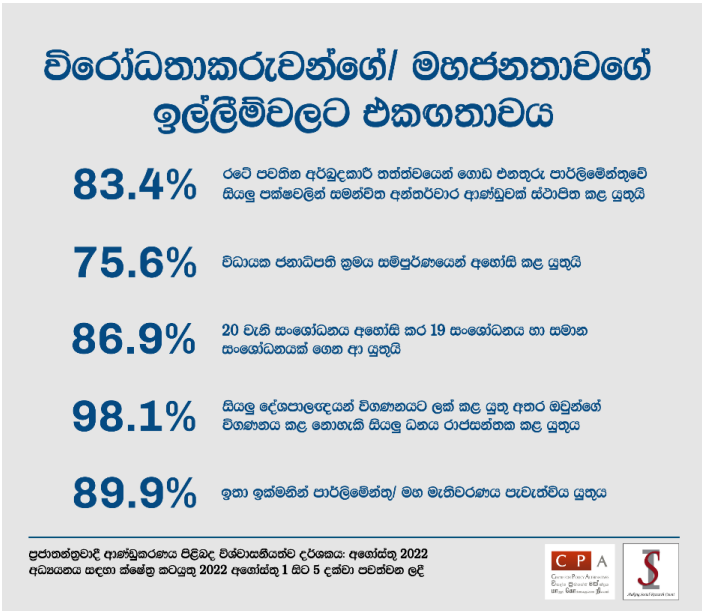 විරෝධතාකරුවන්ගේ/ මහජනතාවගේ
ඉල්ලීම්වලට එකඟතාවය
83.4% රටේ පවතින අර්බුදකාරී තත්ත්වයෙන් ගොඩ එනතුරු පාර්ලිමේන්තුවේ
සියලු පක්ෂවලින් සමන්විත අන්තර්වාර ආණ්ඩුවක් ස්ථාපිත කළ යුතුයි
75.6% විධායක ජනාධිපති ක්‍රමය සම්පූර්ණයෙන් අහෝසි කළ යුතුයි
86.9% 20 වැනි සංශෝධනය අහෝසි කර 19 සංශෝධනය හා සමාන
සංශෝධනයක් ගෙන ආ යුතුයි
98.1% සියලු දේශපාලඥයන් විගණනයට ලක් කළ යුතු අතර ඔවුන්ගේ
විගණනය කළ නොහැකි සියලු ධනය රාජසන්තක කළ යුතුය
89.9% ඉතා ඉක්මනින් පාර්ලිමේන්තු/ මහ මැතිවරණය පැවැත්විය යුතුය
ප්‍රජාතන්ත්‍රවාදී ආණ්ඩුකරණය පිළිබඳ විශ්වාසනීයත්ව දර්ශකය: අගෝස්තු 2022
අධ්‍යයනය සඳහා ක්ෂේත්‍ර කටයුතු 2022 අගෝස්තු 1 සිට 5 දක්වා පවත්වන ලදී
CPA
CENTRE FOR POLICY ALTERNATIVES